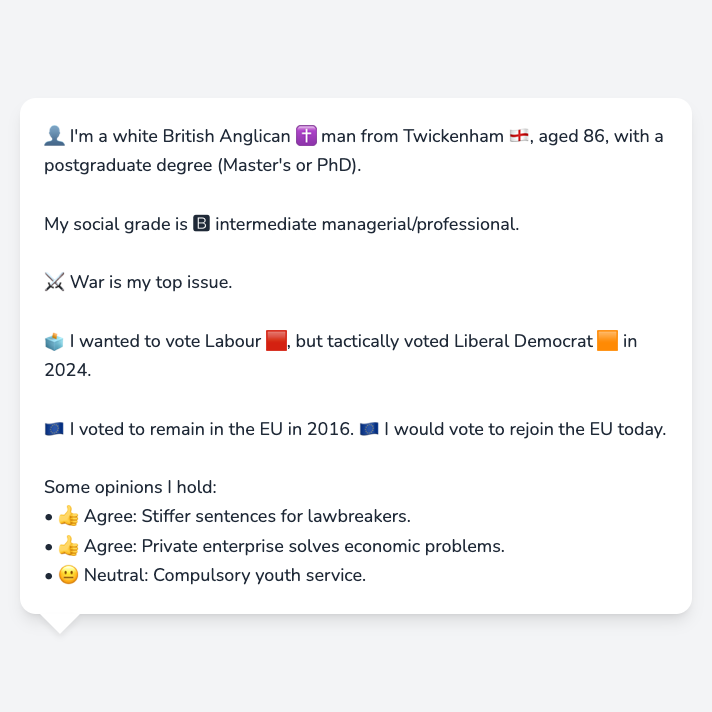 👤 I'm a white British Anglican ✝️ man from Twickenham 🏴󠁧󠁢󠁥󠁮󠁧󠁿, aged 86, with a
postgraduate degree (Master's or PhD).
My social grade is 🅱 intermediate managerial/professional.
⚔️ War is my top issue.
🗳️ I wanted to vote Labour 🟥, but tactically voted Liberal Democrat 🟧 in
2024.
🇪🇺 I voted to remain in the EU in 2016. 🇪🇺 I would vote to rejoin the EU today.
Some opinions I hold:
• 👍 Agree: Stiffer sentences for lawbreakers.
• 👍 Agree: Private enterprise solves economic problems.
• 😐 Neutral: Compulsory youth service.